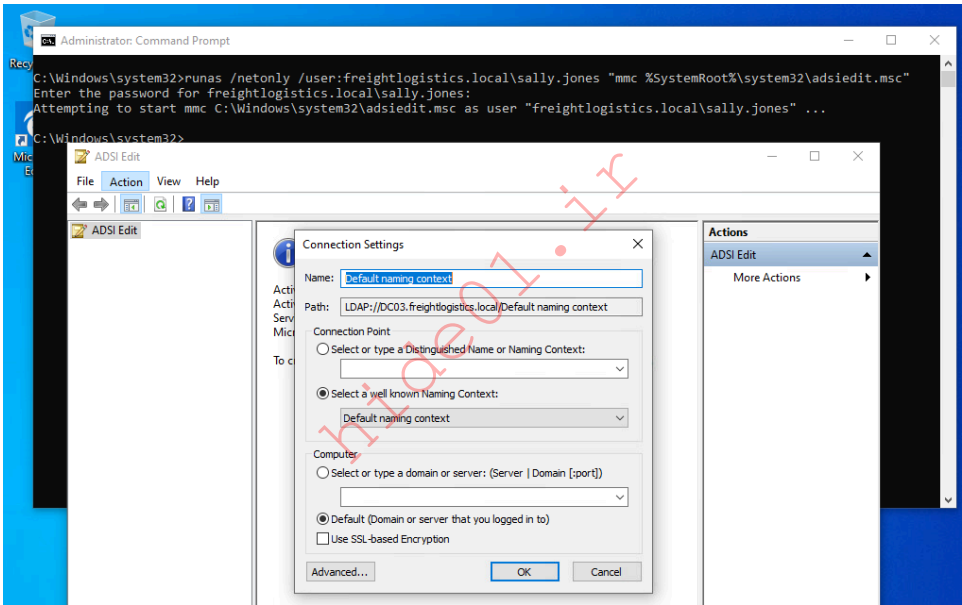 Administrator: Command Prompt
Recy
C:\Windows\system32>runas /netonly /user:freightlogistics.local\sally.jones "mmc %SystemRoot%\system32\adsiedit.msc"
Enter the password for freightlogistics.local\sally.jones:
Attempting to start mmc C:\Windows\system32\adsiedit.msc as user "freightlogistics.local\sally.jones" ...
C:\Windows\system32>
Mic
E
ADSI Edit
File Action View Help
ADSI Edit
Actions
ADSI Edit
More Actions
Acti
Acti
Serv
Micr
To c
Connection Settings
Name: Default naming context
Path: LDAP://DC03.freightlogistics.local/Default naming context
Connection Point
Select or type a Distinguished Name or Naming Context:
Select a well known Naming Context:
Default naming context
Computer
Select or type a domain or server: (Server | Domain [:port])
Default (Domain or server that you logged in to)
Use SSL-based Encryption
Advanced...
OK
Cancel
hide01.ir